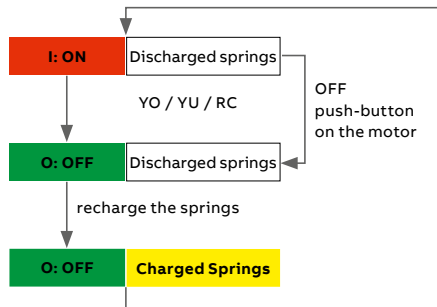 I: ON
Discharged springs
YO / YU / RC
OFF
push-button
on the motor
O: OFF
Discharged springs
recharge the springs
O: OFF
Charged Springs